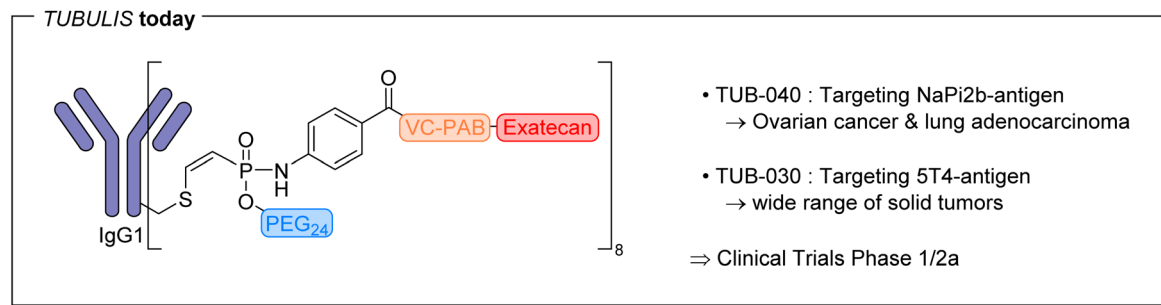 TUBULIS today
O
VC-PAB
Exatecan
O
P
N
H
S
O
PEG24
IgG1
8
• TUB-040 : Targeting NaPi2b-antigen
→ Ovarian cancer & lung adenocarcinoma
• TUB-030 : Targeting 5T4-antigen
→ wide range of solid tumors
⇒ Clinical Trials Phase 1/2a